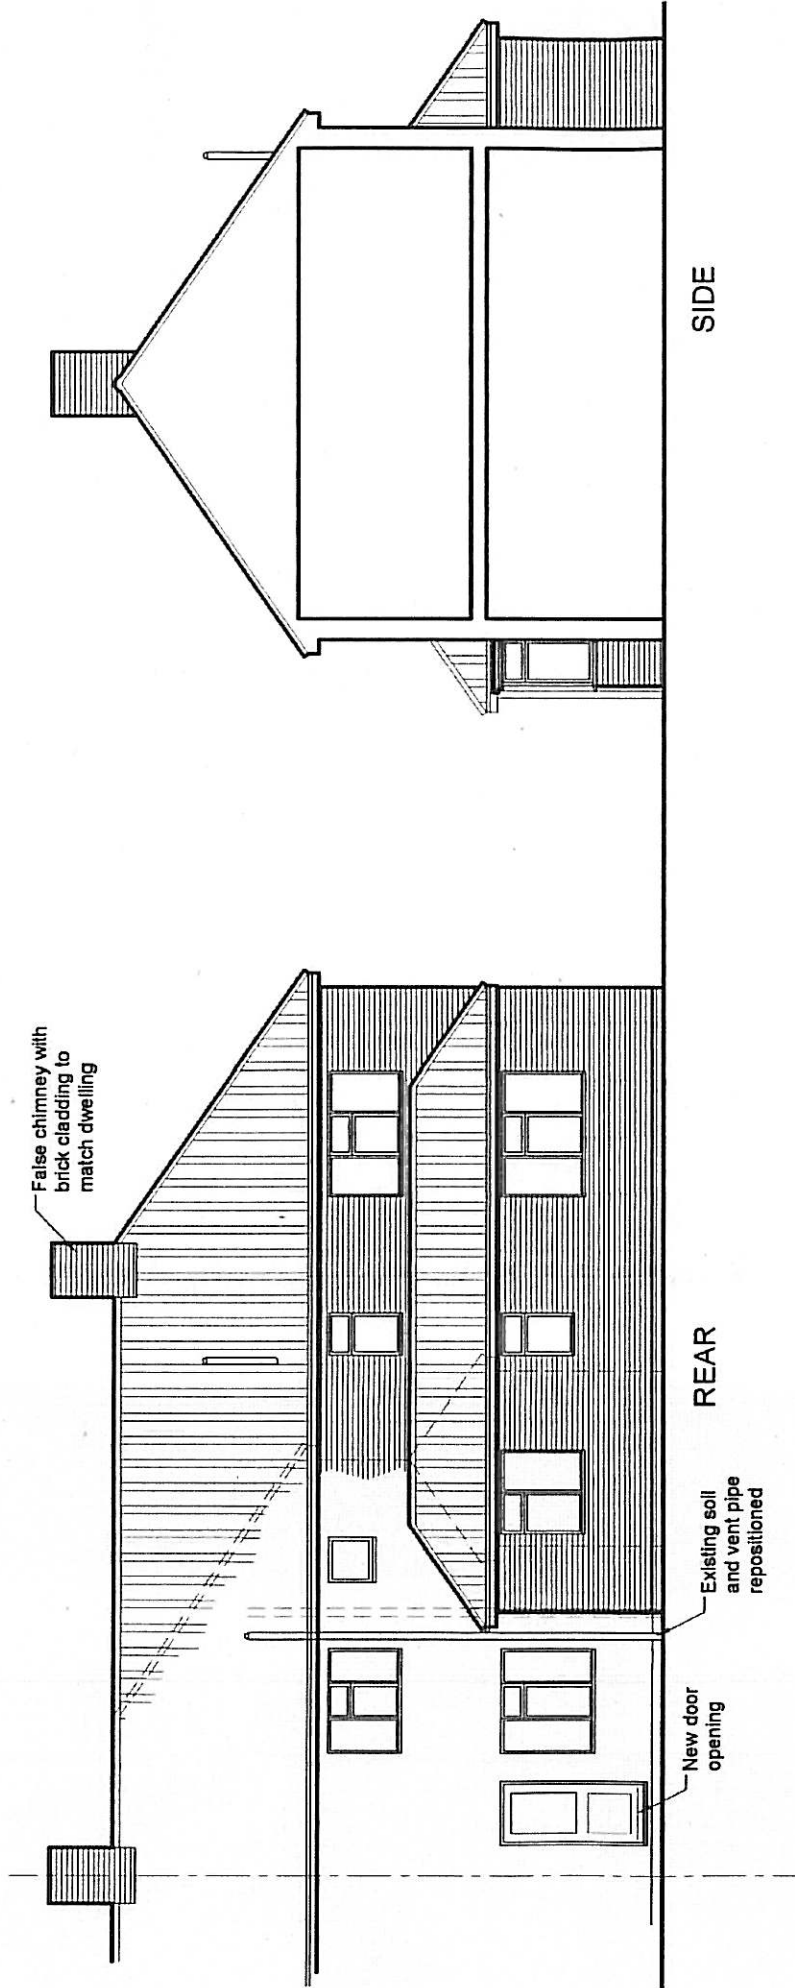 False chimney with
brick cladding to
match dwelling
New door
opening
Existing soil
and vent pipe
repositioned
REAR
SIDE